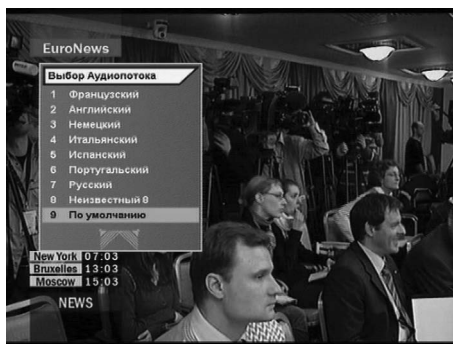 EuroNews
Выбор Аудиопотока
1 Французский
2 Английский
3 Немецкий
4 Итальянский
5 Испанский
6 Португальский
7 Русский
8 Неизвестный 8
9 По умолчанию
New York 07:03
Bruxelles 13:03
Moscow 15:03
NEWS